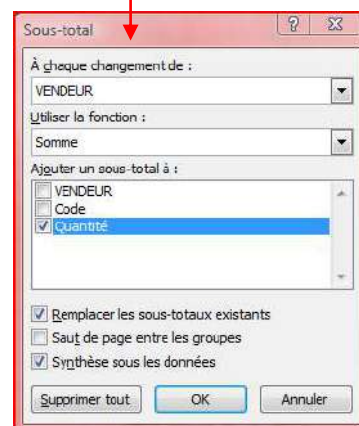 Sous-total
À chaque changement de :
VENDEUR
Utiliser la fonction :
Somme
Ajouter un sous-total à :
VENDEUR
Code
Quantité
Remplacer les sous-totaux existants
Saut de page entre les groupes
Synthèse sous les données
Supprimer tout OK Annuler